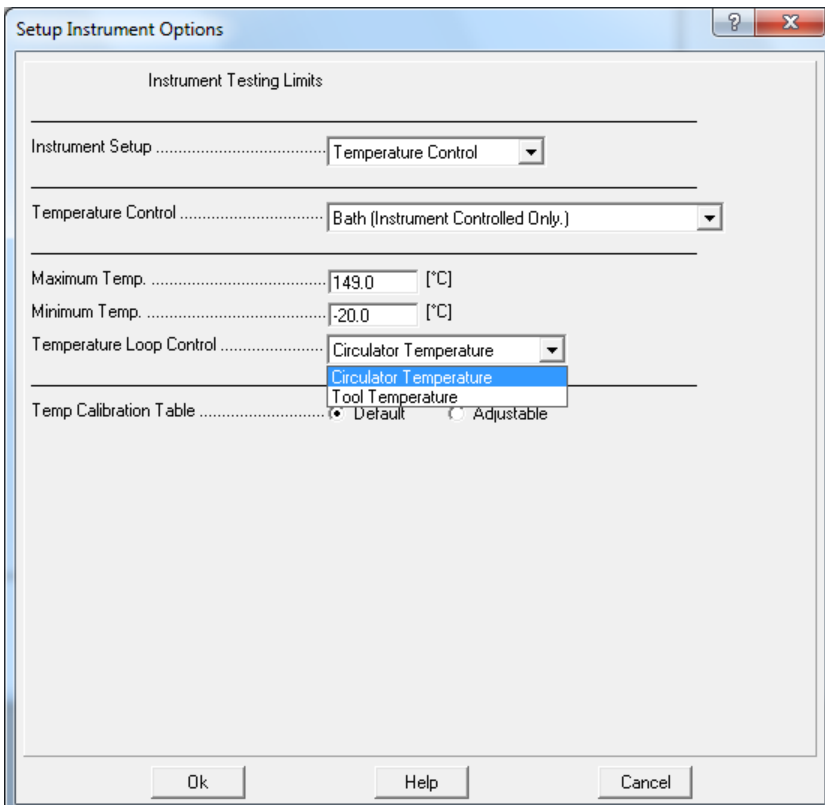 Setup Instrument Options
Instrument Testing Limits
Instrument Setup ................................... Temperature Control
Temperature Control .............................. Bath (Instrument Controlled Only.)
Maximum Temp. .................................... 149.0 [°C]
Minimum Temp. ..................................... -20.0 [°C]
Temperature Loop Control ...................... Circulator Temperature
Circulator Temperature
Tool Temperature
Temp Calibration Table .......................... Default Adjustable
Ok Help Cancel